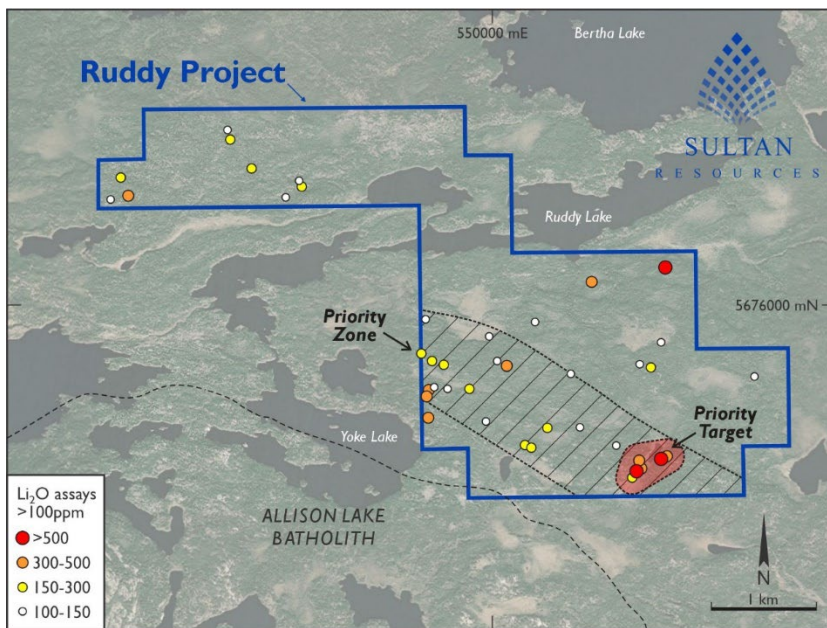 550000 mE
Bertha Lake
Ruddy Project
SULTAN
RESOURCES
Ruddy Lake
5676000 mN
Priority
Zone
Priority
Target
Yoke Lake
Li₂O assays
>100ppm
>500
300-500
150-300
100-150
ALLISON LAKE
BATHOLITH
N
1 km